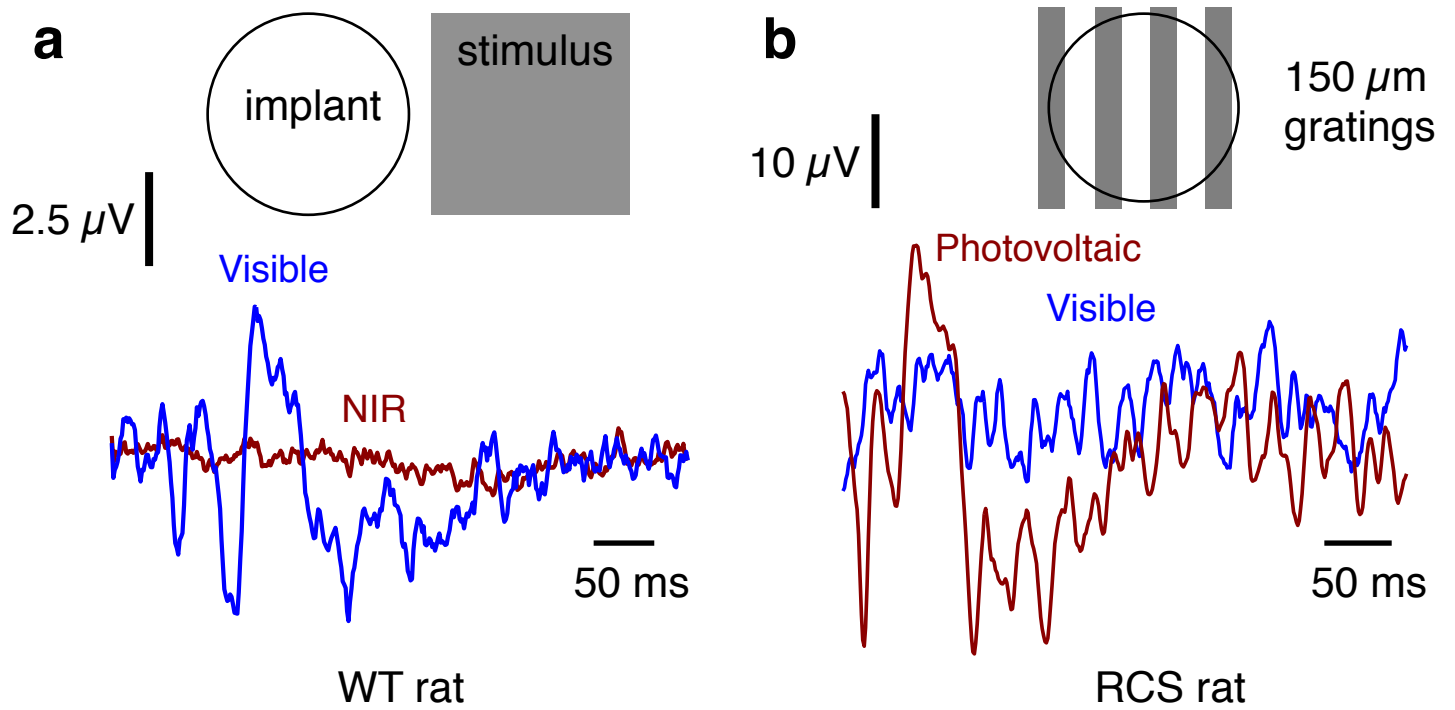 a
implant
stimulus
2.5 µV
Visible
NIR
50 ms
WT rat
b
150 µm
gratings
10 µV
Photovoltaic
Visible
50 ms
RCS rat